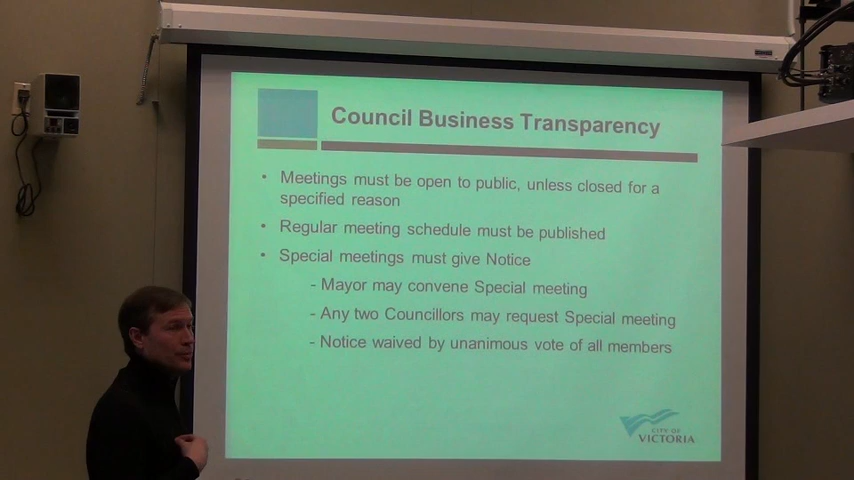 Council Business Transparency
• Meetings must be open to public, unless closed for a
specified reason
• Regular meeting schedule must be published
• Special meetings must give Notice
- Mayor may convene Special meeting
- Any two Councillors may request Special meeting
- Notice waived by unanimous vote of all members
CITY OF
VICTORIA